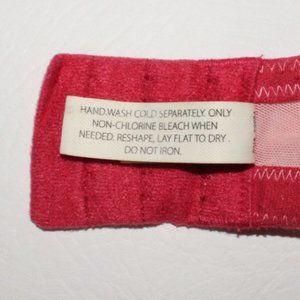 HAND.WASH COLD SEPARATELY. ONLY
NON-CHLORINE BLEACH WHEN
NEEDED. RESHAPE, LAY FLAT TO DRY.
DO NOT IRON.